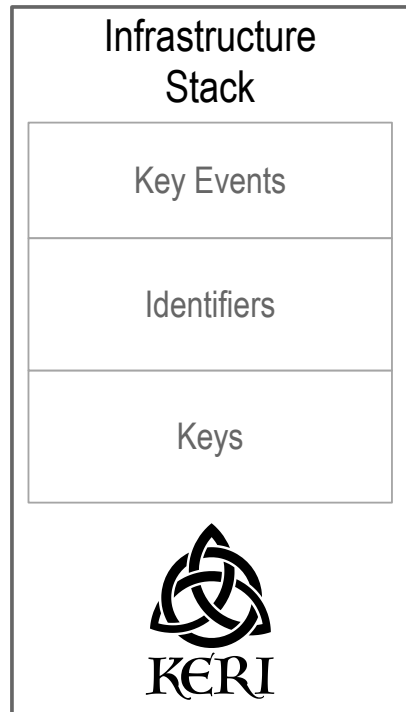 Infrastructure
Stack
Key Events
Identifiers
Keys
KERI